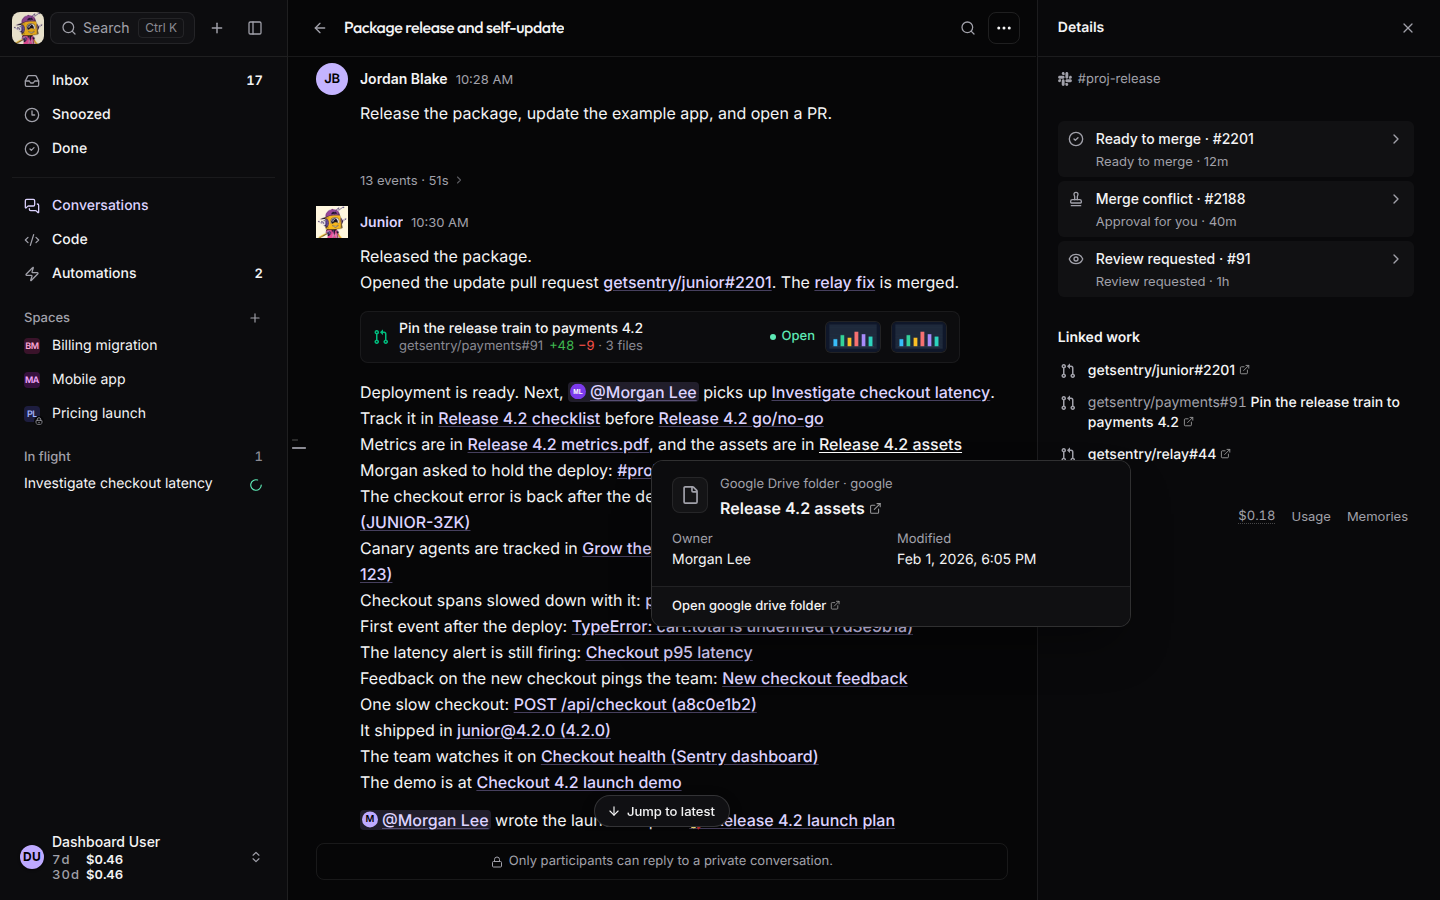 Search Ctrl K
Inbox 17
Snoozed
Done
Conversations
Code
Automations 2
Spaces
BM Billing migration
MA Mobile app
PL Pricing launch
In flight 1
Investigate checkout latency
DU Dashboard User
7d $0.46
30d $0.46
Package release and self-update
JB Jordan Blake 10:28 AM
Release the package, update the example app, and open a PR.
13 events · 51s
Junior 10:30 AM
Released the package.
Opened the update pull request getsentry/junior#2201. The relay fix is merged.
Pin the release train to payments 4.2
getsentry/payments#91 +48 −9 · 3 files
Open
Deployment is ready. Next, ML @Morgan Lee picks up Investigate checkout latency.
Track it in Release 4.2 checklist before Release 4.2 go/no-go
Metrics are in Release 4.2 metrics.pdf, and the assets are in Release 4.2 assets
Morgan asked to hold the deploy: #pro
The checkout error is back after the de
(JUNIOR-3ZK)
Canary agents are tracked in Grow the
123)
Checkout spans slowed down with it:
First event after the deploy: TypeError: cart.total is undefined (7d3e9b1a)
The latency alert is still firing: Checkout p95 latency
Feedback on the new checkout pings the team: New checkout feedback
One slow checkout: POST /api/checkout (a8c0e1b2)
It shipped in junior@4.2.0 (4.2.0)
The team watches it on Checkout health (Sentry dashboard)
The demo is at Checkout 4.2 launch demo
M @Morgan Lee wrote the laun Release 4.2 launch plan
Jump to latest
Only participants can reply to a private conversation.
Google Drive folder · google
Release 4.2 assets
Owner Modified
Morgan Lee Feb 1, 2026, 6:05 PM
Open google drive folder
Details
#proj-release
Ready to merge · #2201
Ready to merge · 12m
Merge conflict · #2188
Approval for you · 40m
Review requested · #91
Review requested · 1h
Linked work
getsentry/junior#2201
getsentry/payments#91 Pin the release train to
payments 4.2
getsentry/relay#44
$0.18 Usage Memories